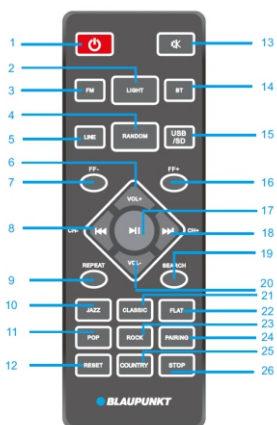 1
13
2
3
FM
LIGHT
BT
14
4
5
LINE
RANDOM
USB
/SD
15
6
FF-
FF+
7
VOL+
16
17
8
CH-
CH+
18
REPEAT
VOL-
SEARCH
19
9
20
21
10
JAZZ
CLASSIC
FLAT
22
23
11
POP
ROCK
PAIRING
24
25
12
RESET
COUNTRY
STOP
26
BLAUPUNKT